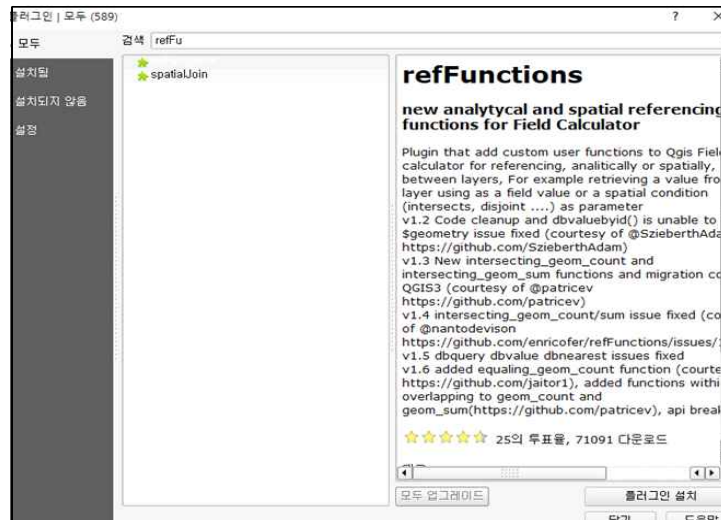 플러그인 | 모두 (589)
모두
설치됨
설치되지 않음
설정
검색 refFu
spatialJoin
refFunctions
new analytycal and spatial referencing
functions for Field Calculator
Plugin that add custom user functions to Qgis Fiel
calculator for referencing, analitically or spatially,
between layers, For example retrieving a value fro
layer using as a field value or a spatial condition
(intersects, disjoint ....) as parameter
v1.2 Code cleanup and dbvaluebyid() is unable to
$geometry issue fixed (courtesy of @SzieberthAda
https://github.com/SzieberthAdam)
v1.3 New intersecting_geom_count and
intersecting_geom_sum functions and migration co
QGIS3 (courtesy of @patricev
https://github.com/patricev)
v1.4 intersecting_geom_count/sum issue fixed (co
of @nantodevison
https://github.com/enricofer/refFunctions/issues/
v1.5 dbquery dbvalue dbnearest issues fixed
v1.6 added equaling_geom_count function (courte
https://github.com/jaitor1), added functions withi
overlapping to geom_count and
geom_sum(https://github.com/patricev), api break
25의 투표율, 71091 다운로드
모두 업그레이드
플러그인 설치
닫기
도움말